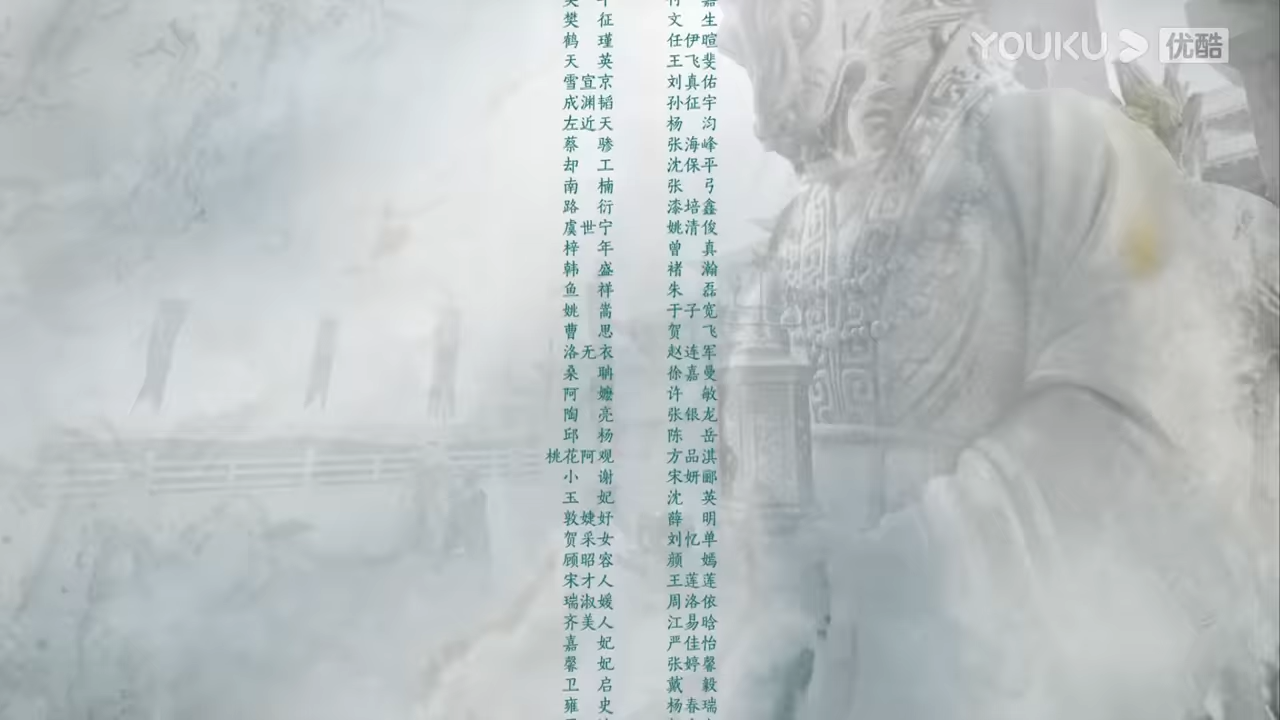 YOUKU 优酷
樊征 文生
鹤瑾 任伊暄
天英 王飞斐
雪宣京 刘真佑
成渊韬 孙征宇
左近天 杨沟
蔡骖 张海峰
却工 沈保平
南楠 张弓
路衍 漆培鑫
虞世宁 姚清俊
梓年 曾真
韩盛 褚瀚
鱼祥 朱磊
姚嵩 于子宽
曹思 贺飞
洛无衣 赵连军
桑聃 徐嘉曼
阿嬷 许敏
陶亮 张银龙
邱杨 陈岳
桃花阿观 方品淇
小谢 宋妍郦
玉妃 沈英
敦婕妤 薛明
贺采女 刘忆单
顾昭容 颜嫣
宋才人 王莲莲
瑞淑媛 周洛依
齐美人 江易晗
嘉妃 严佳怡
馨妃 张婷馨
卫启 戴毅
雍史 杨春瑞